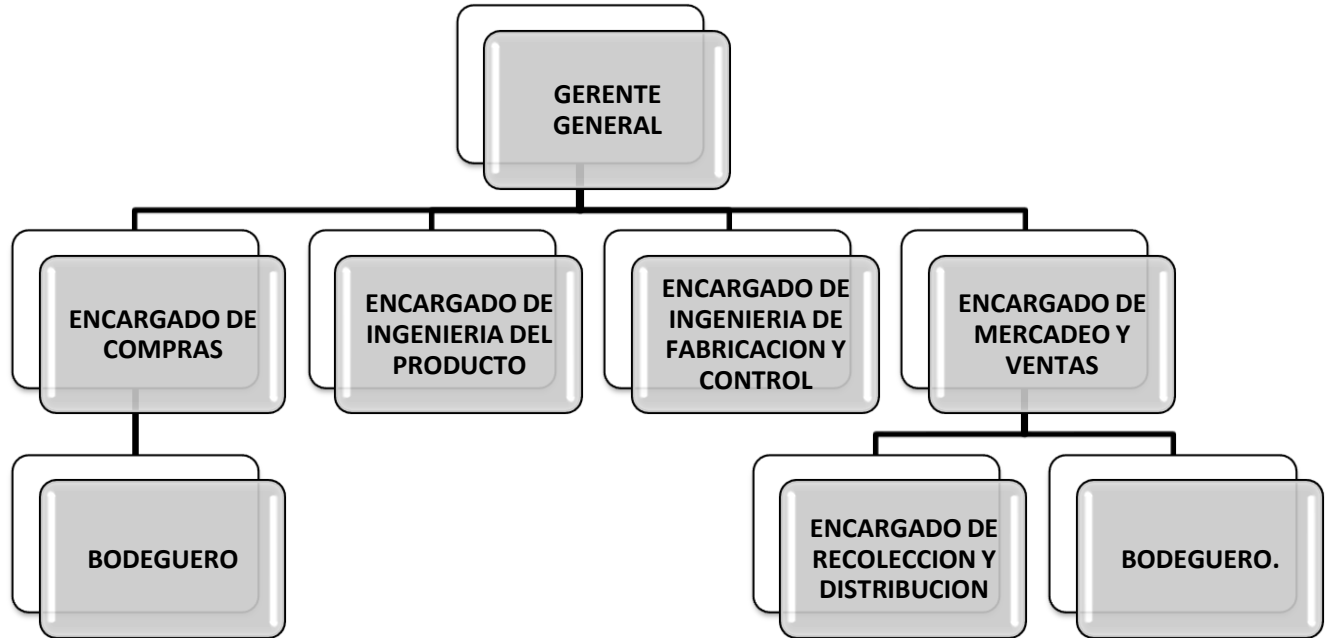 GERENTE
GENERAL
ENCARGADO DE
COMPRAS
ENCARGADO DE
INGENIERIA DEL
PRODUCTO
ENCARGADO DE
INGENIERIA DE
FABRICACION Y
CONTROL
ENCARGADO DE
MERCADEO Y
VENTAS
BODEGUERO
ENCARGADO DE
RECOLECCION Y
DISTRIBUCION
BODEGUERO.